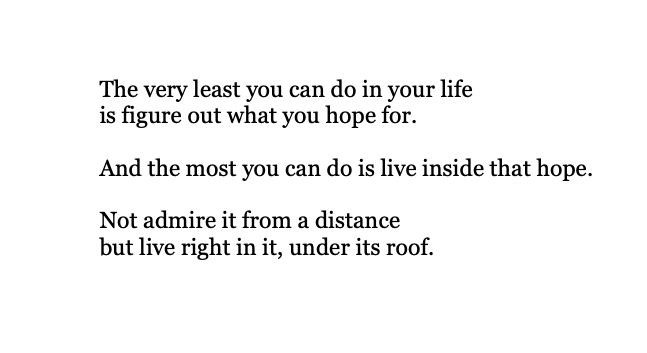 The very least you can do in your life
is figure out what you hope for.
And the most you can do is live inside that hope.
Not admire it from a distance
but live right in it, under its roof.